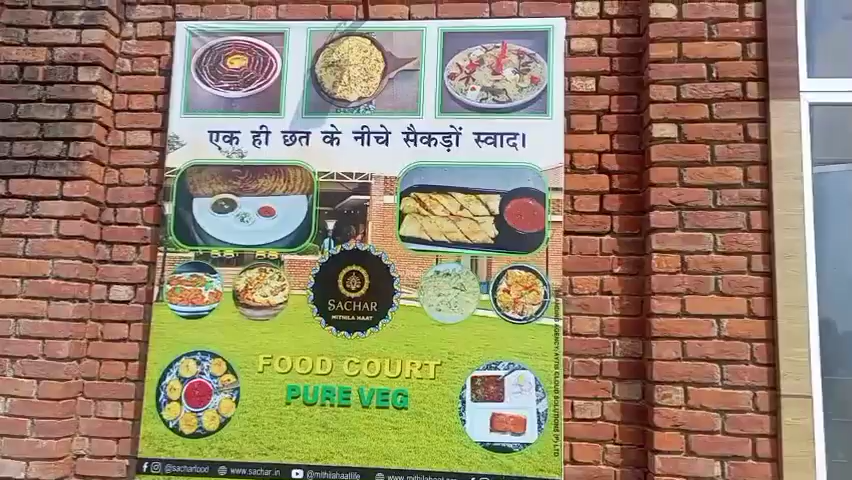 एक ही छत के नीचे सैकड़ों स्वाद।
SACHAR
MITHILA HAAT
FOOD COURT
PURE VEG
@sacharfood www.sachar.in @mithilahaatlife